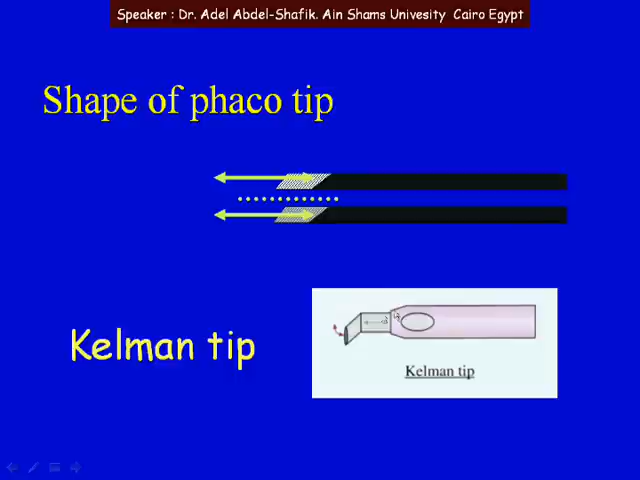 Speaker : Dr. Adel Abdel-Shafik. Ain Shams Univesity Cairo Egypt
Shape of phaco tip
Kelman tip
Kelman tip